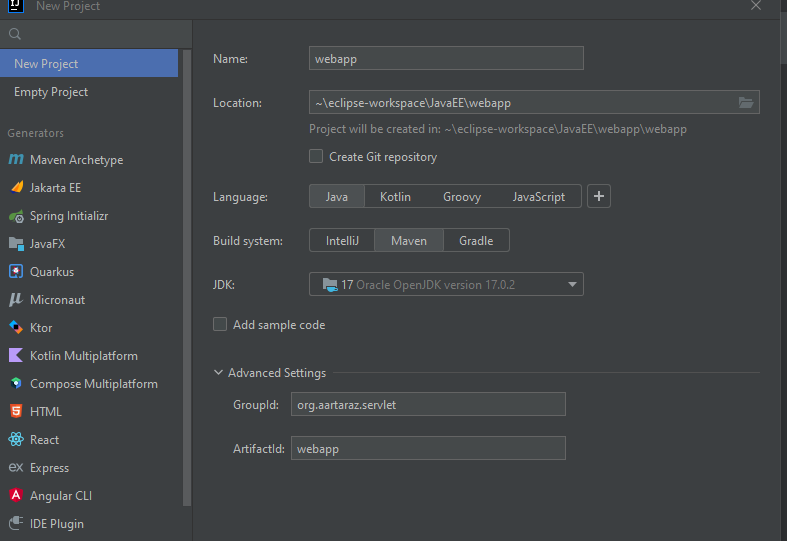 IJ New Project
New Project
Empty Project
Generators
m Maven Archetype
Jakarta EE
Spring Initializr
JavaFX
Quarkus
μ Micronaut
Ktor
Kotlin Multiplatform
Compose Multiplatform
5 HTML
React
ex Express
A Angular CLI
IDE Plugin
Name: webapp
Location: ~\eclipse-workspace\JavaEE\webapp
Project will be created in: ~\eclipse-workspace\JavaEE\webapp\webapp
Create Git repository
Language: Java Kotlin Groovy JavaScript +
Build system: IntelliJ Maven Gradle
JDK: 17 Oracle OpenJDK version 17.0.2
Add sample code
Advanced Settings
GroupId: org.aartaraz.servlet
ArtifactId: webapp